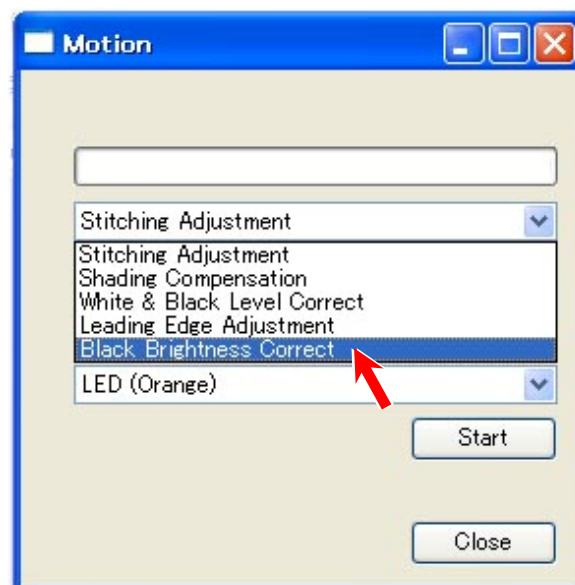 Motion
Stitching Adjustment
Stitching Adjustment
Shading Compensation
White & Black Level Correct
Leading Edge Adjustment
Black Brightness Correct
LED (Orange)
Start
Close